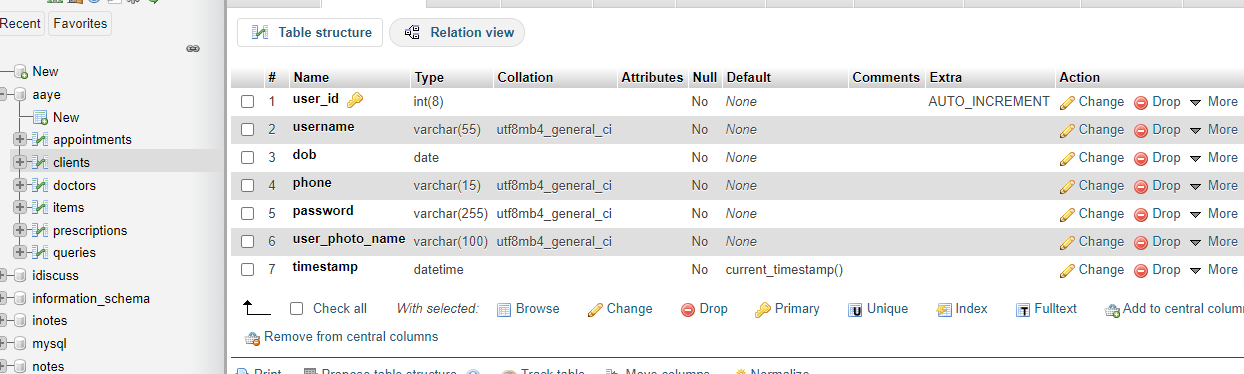 Recent Favorites
New
aaye
New
appointments
clients
doctors
items
prescriptions
queries
idiscuss
information_schema
inotes
mysql
notes
Table structure Relation view
# Name Type Collation Attributes Null Default Comments Extra Action
1 user_id int(8) No None AUTO_INCREMENT Change Drop More
2 username varchar(55) utf8mb4_general_ci No None Change Drop More
3 dob date No None Change Drop More
4 phone varchar(15) utf8mb4_general_ci No None Change Drop More
5 password varchar(255) utf8mb4_general_ci No None Change Drop More
6 user_photo_name varchar(100) utf8mb4_general_ci No None Change Drop More
7 timestamp datetime No current_timestamp() Change Drop More
Check all With selected: Browse Change Drop Primary Unique Index Fulltext Add to central colum
Remove from central columns
Print Propose table structure Track table Move columns Normalize